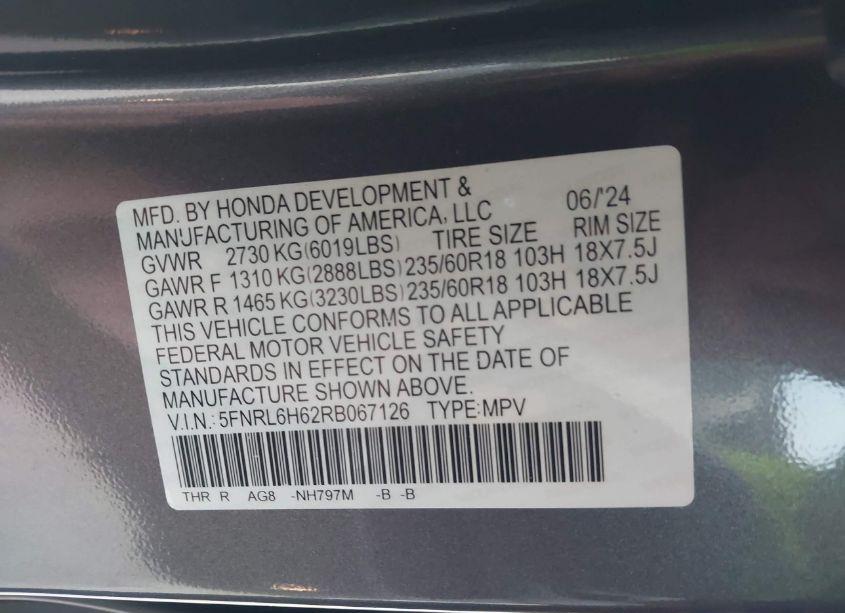 MFD. BY HONDA DEVELOPMENT &
MANUFACTURING OF AMERICA, LLC 06/'24
GVWR 2730 KG(6019LBS) TIRE SIZE RIM SIZE
GAWR F 1310 KG(2888LBS) 235/60R18 103H 18X7.5J
GAWR R 1465 KG(3230LBS) 235/60R18 103H 18X7.5J
THIS VEHICLE CONFORMS TO ALL APPLICABLE
FEDERAL MOTOR VEHICLE SAFETY
STANDARDS IN EFFECT ON THE DATE OF
MANUFACTURE SHOWN ABOVE.
V.I.N.: 5FNRL6H62RB067126 TYPE:MPV
THR R AG8 -NH797M -B -B